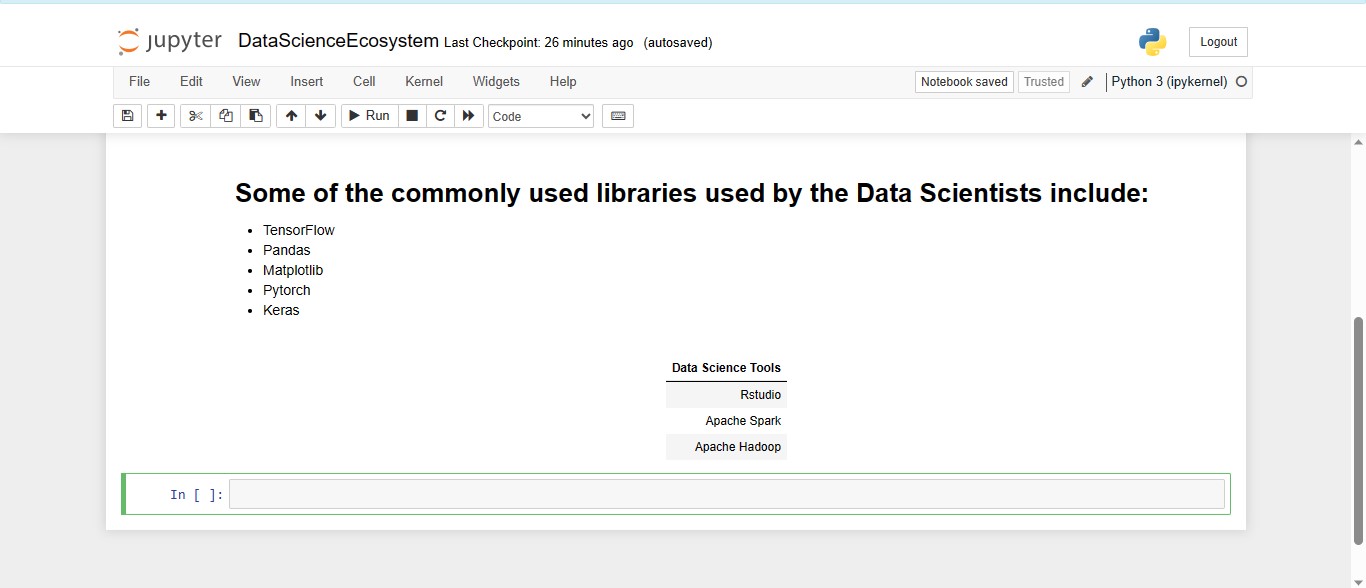 jupyter DataScienceEcosystem Last Checkpoint: 26 minutes ago (autosaved)
Logout
File Edit View Insert Cell Kernel Widgets Help
Notebook saved Trusted Python 3 (ipykernel)
Run Code
Some of the commonly used libraries used by the Data Scientists include:
TensorFlow
Pandas
Matplotlib
Pytorch
Keras
Data Science Tools
Rstudio
Apache Spark
Apache Hadoop
In [ ]: